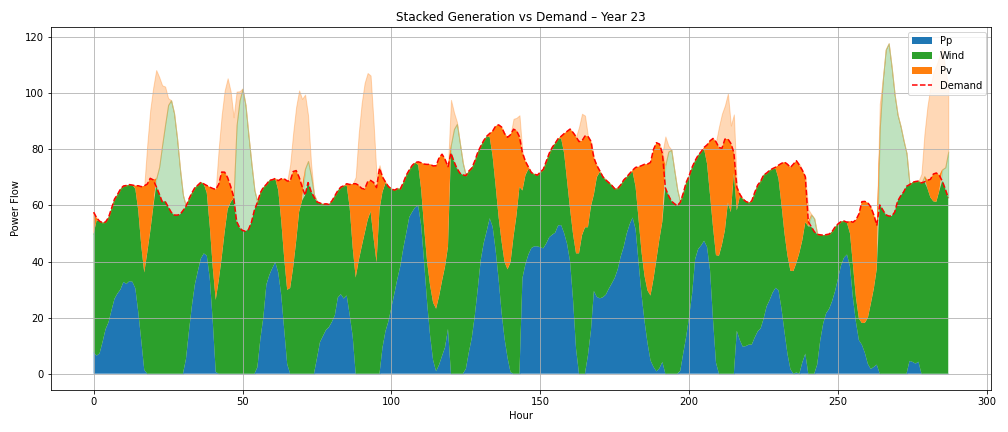 Stacked Generation vs Demand – Year 23
Power Flow
120
100
80
60
40
20
0
Pp
Wind
Pv
Demand
0 50 100 150 200 250 300
Hour